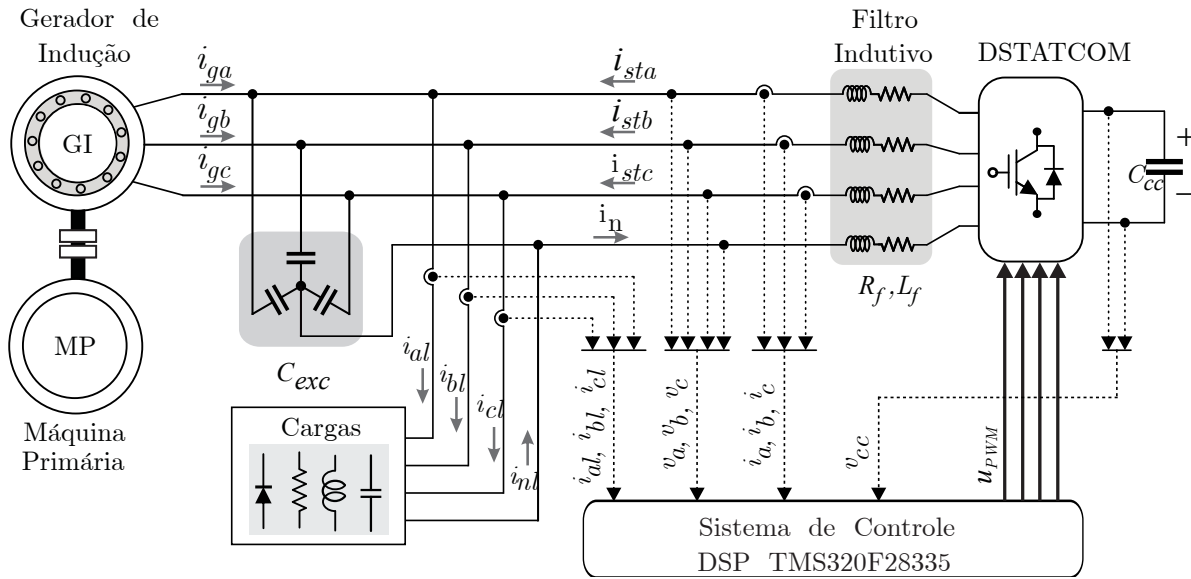 Gerador de
Indução
GI
MP
Máquina
Primária
i_ga
i_gb
i_gc
i_sta
i_stb
i_stc
i_n
Filtro
Indutivo
R_f,L_f
DSTATCOM
C_cc
+
−
C_exc
i_al
i_bl
i_cl
i_nl
Cargas
i_al, i_bl, i_cl
v_a, v_b, v_c
i_a, i_b, i_c
v_cc
u_PWM
Sistema de Controle
DSP TMS320F28335